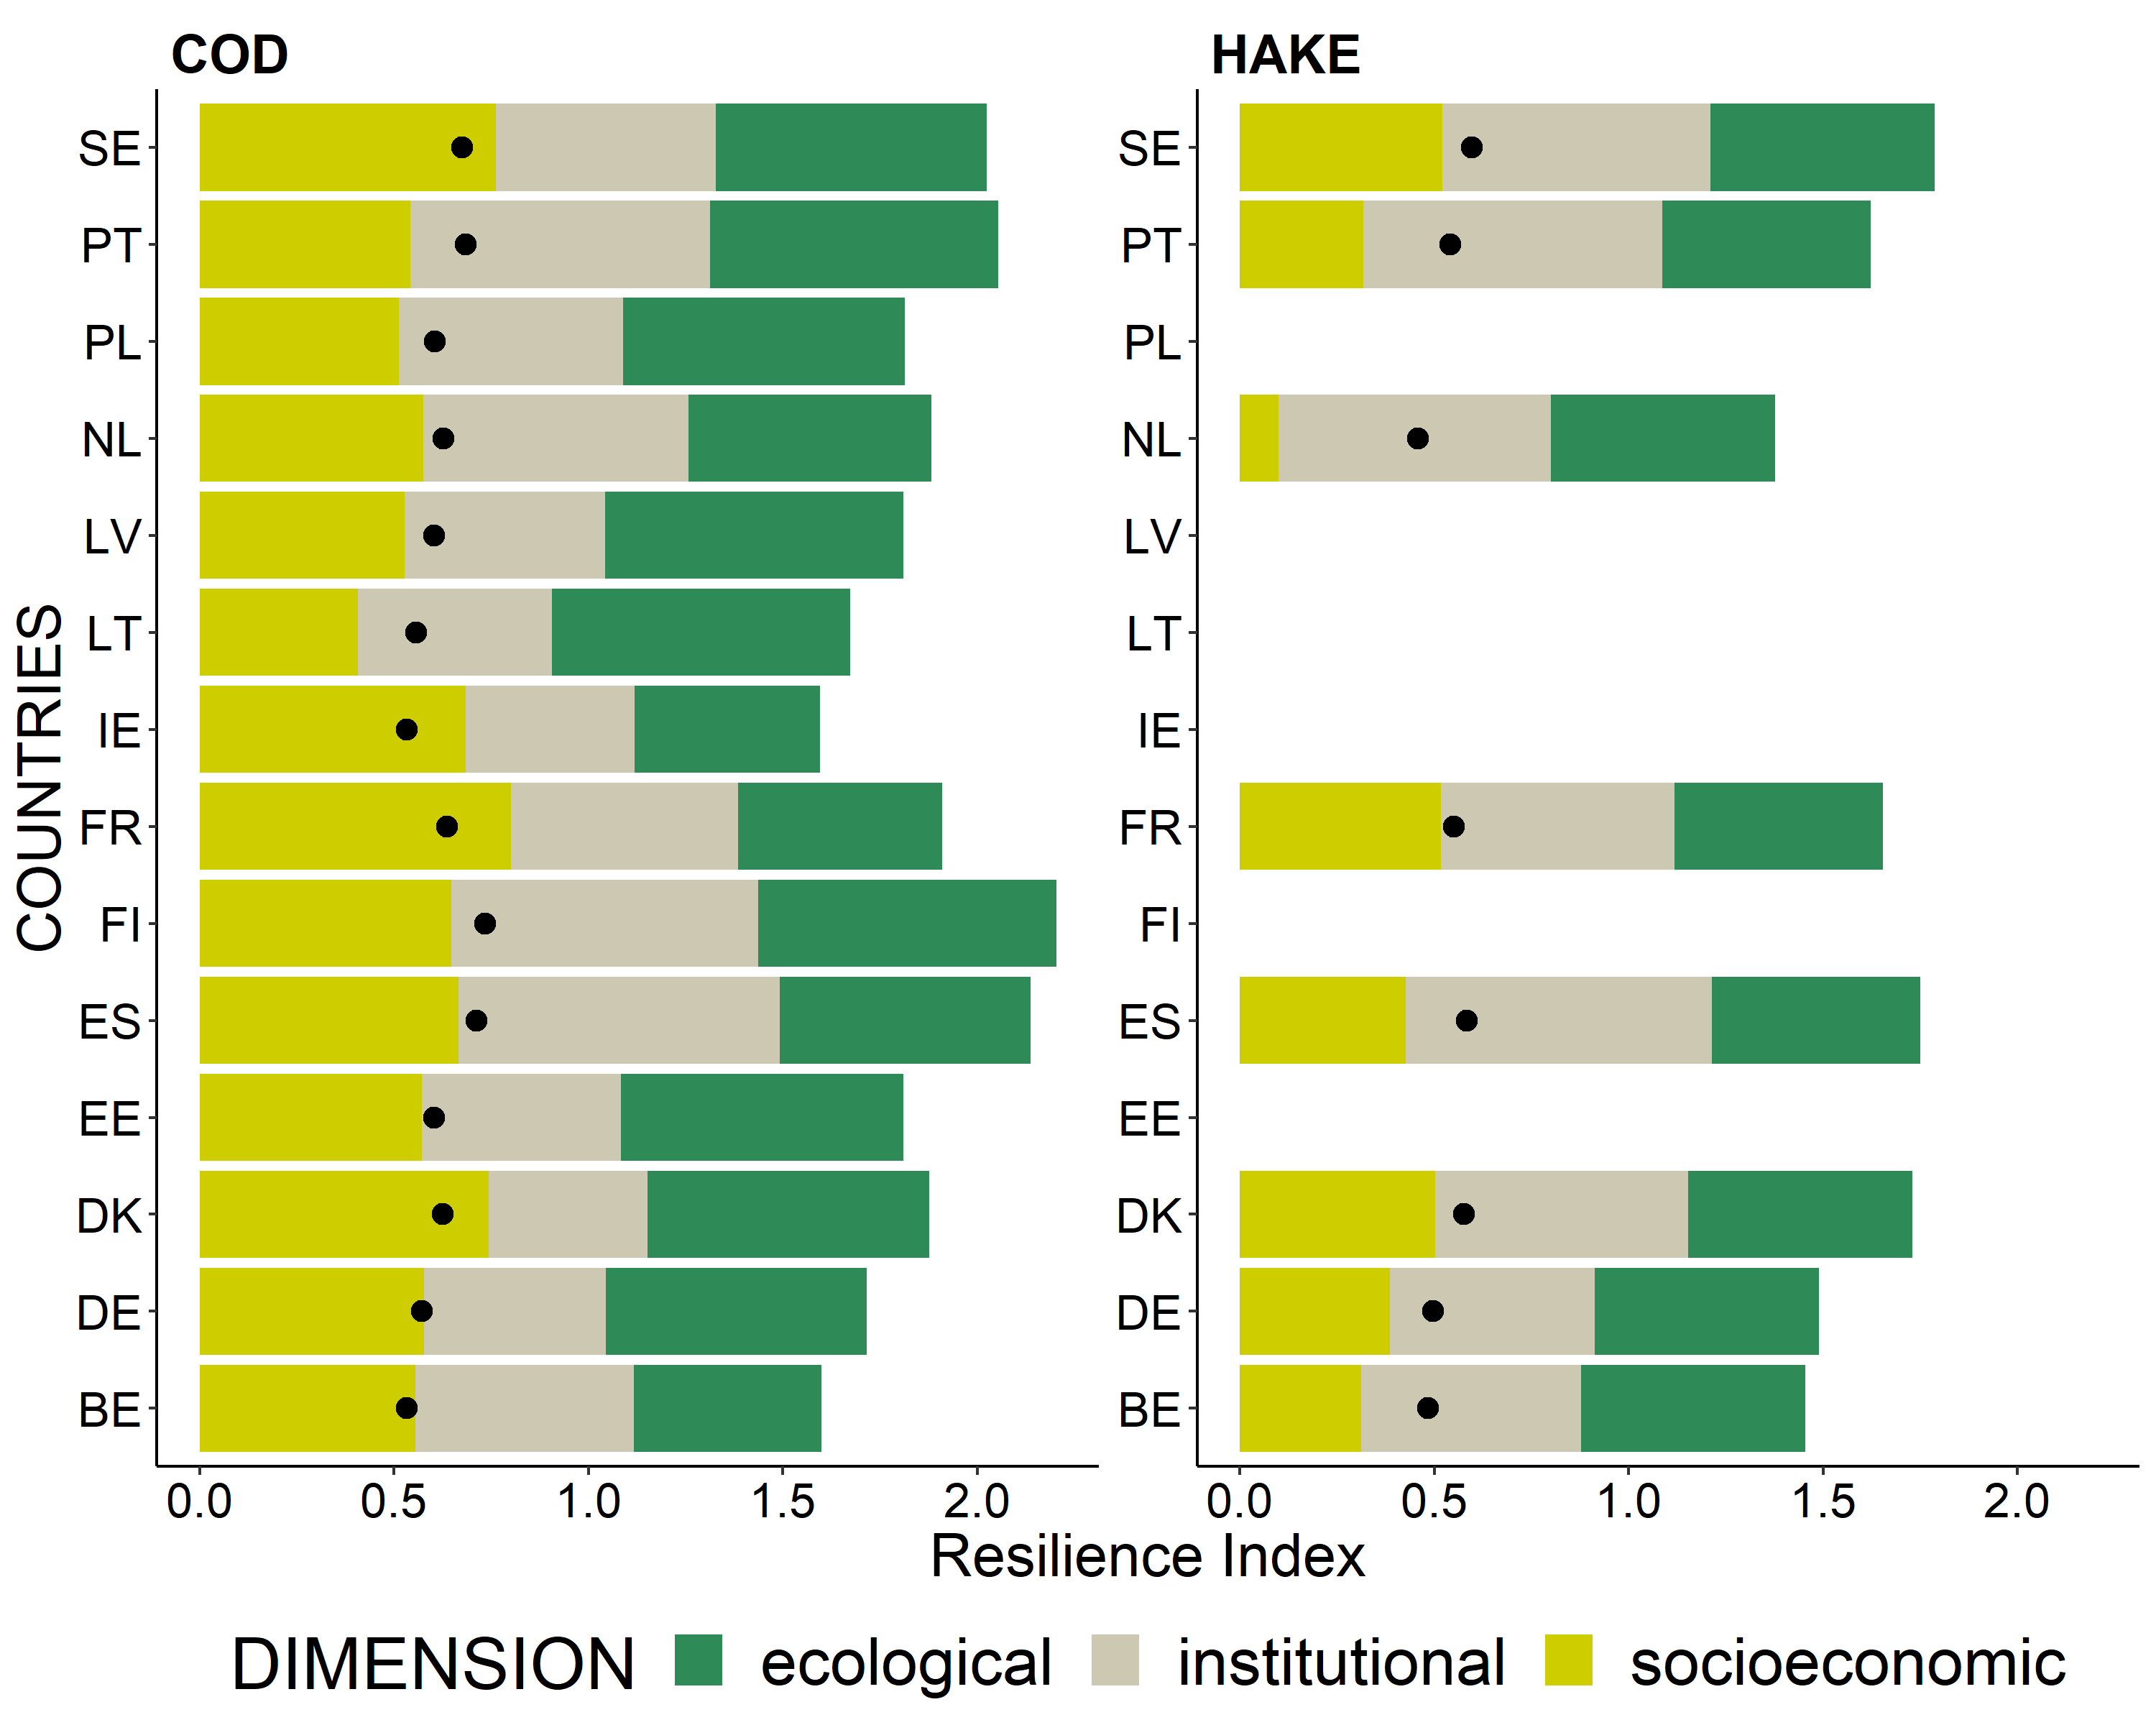 COD
HAKE
COUNTRIES
SE
PT
PL
NL
LV
LT
IE
FR
FI
ES
EE
DK
DE
BE
0.0 0.5 1.0 1.5 2.0
SE
PT
PL
NL
LV
LT
IE
FR
FI
ES
EE
DK
DE
BE
0.0 0.5 1.0 1.5 2.0
Resilience Index
DIMENSION ecological institutional socioeconomic